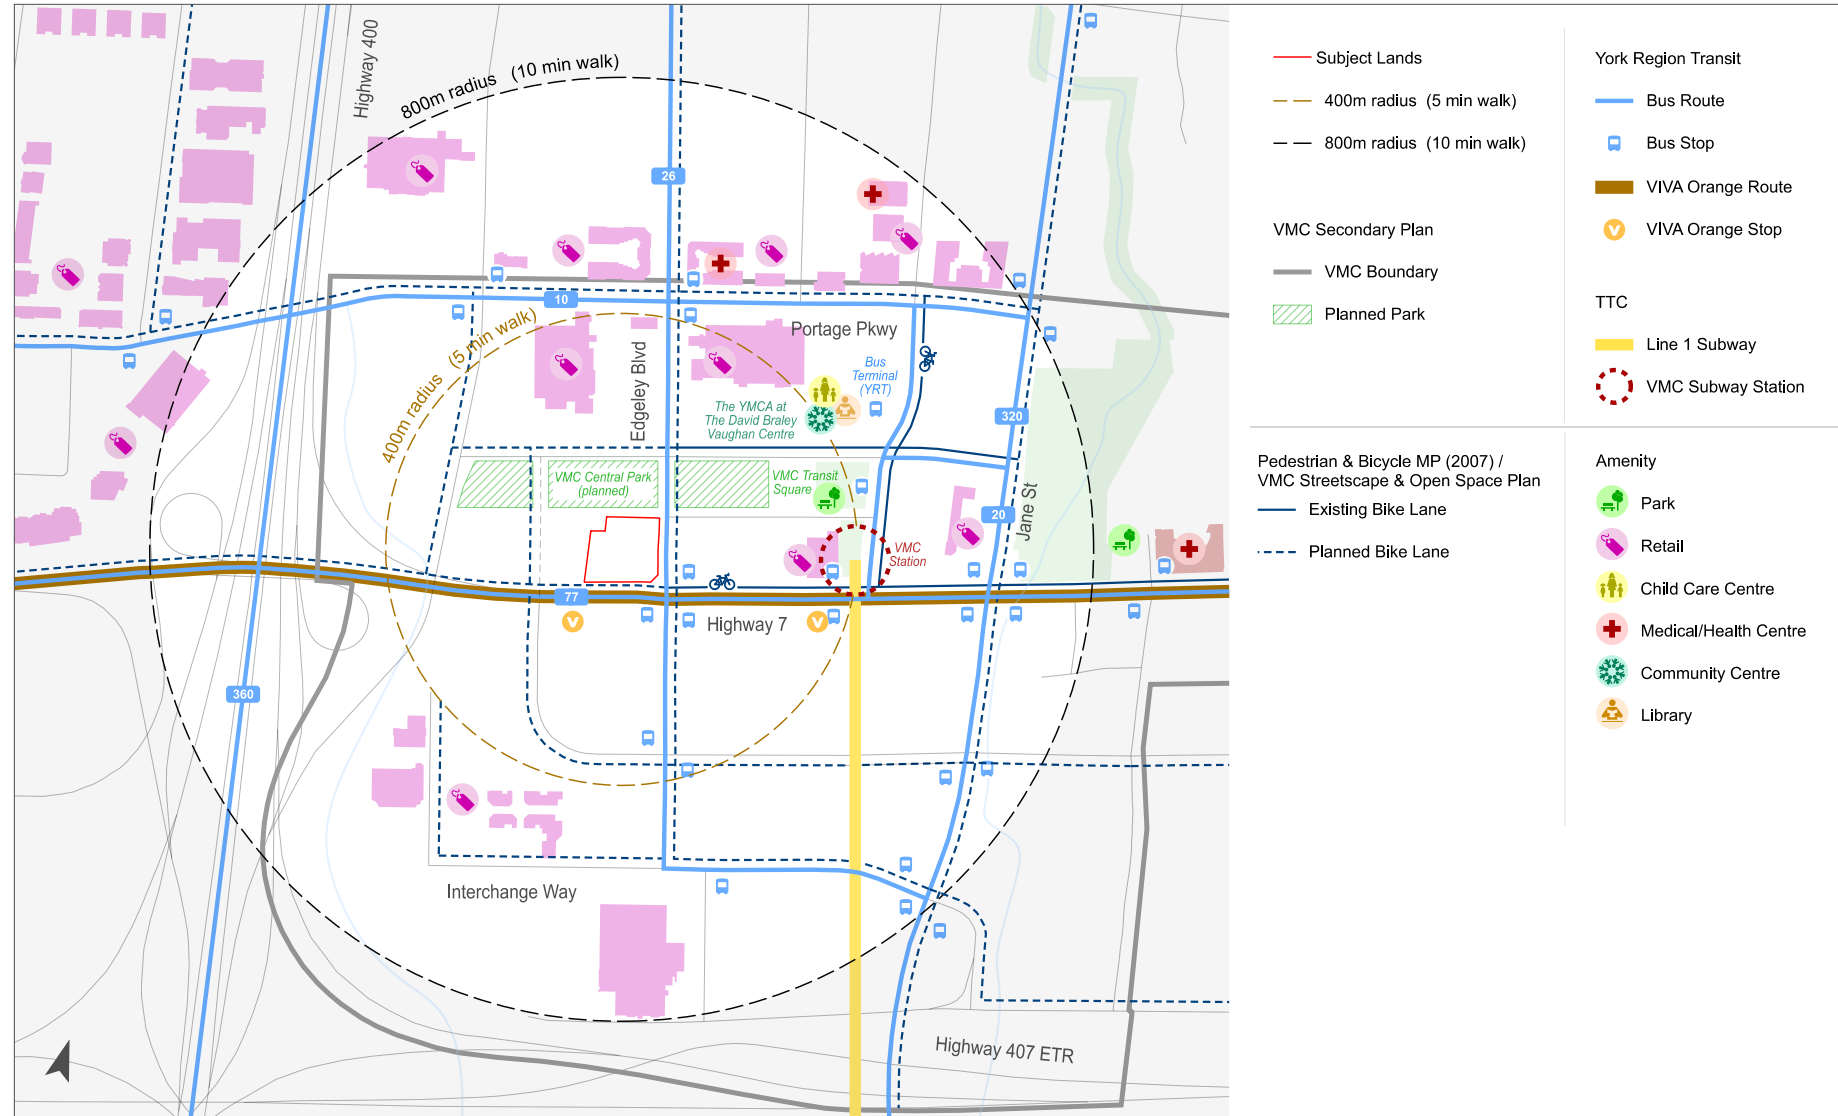 Highway 400
800m radius (10 min walk)
26
10
400m radius (5 min walk)
Edgeley Blvd
Portage Pkwy
Bus
Terminal
(YRT)
The YMCA at
The David Braley
Vaughan Centre
320
VMC Central Park
(planned)
VMC Transit
Square
20
Jane St
VMC
Station
77
Highway 7
360
Interchange Way
Highway 407 ETR
Subject Lands
400m radius (5 min walk)
800m radius (10 min walk)
VMC Secondary Plan
VMC Boundary
Planned Park
York Region Transit
Bus Route
Bus Stop
VIVA Orange Route
V
VIVA Orange Stop
TTC
Line 1 Subway
VMC Subway Station
Pedestrian & Bicycle MP (2007) /
VMC Streetscape & Open Space Plan
Existing Bike Lane
Planned Bike Lane
Amenity
Park
Retail
Child Care Centre
Medical/Health Centre
Community Centre
Library